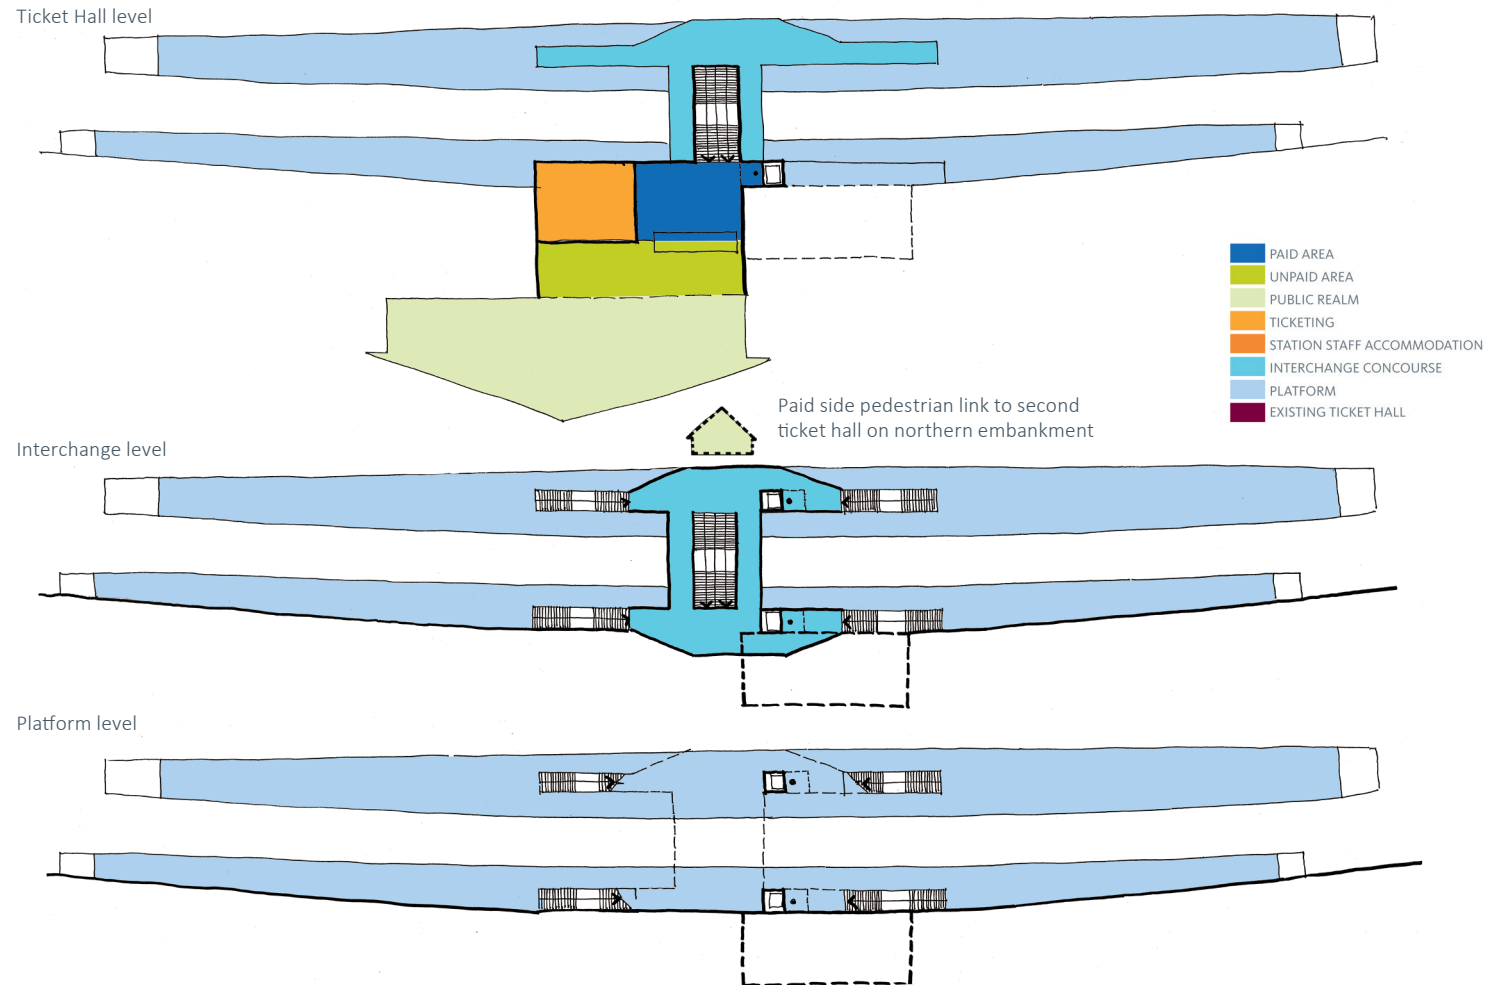 Ticket Hall level
PAID AREA
UNPAID AREA
PUBLIC REALM
TICKETING
STATION STAFF ACCOMMODATION
INTERCHANGE CONCOURSE
PLATFORM
EXISTING TICKET HALL
Paid side pedestrian link to second
ticket hall on northern embankment
Interchange level
Platform level